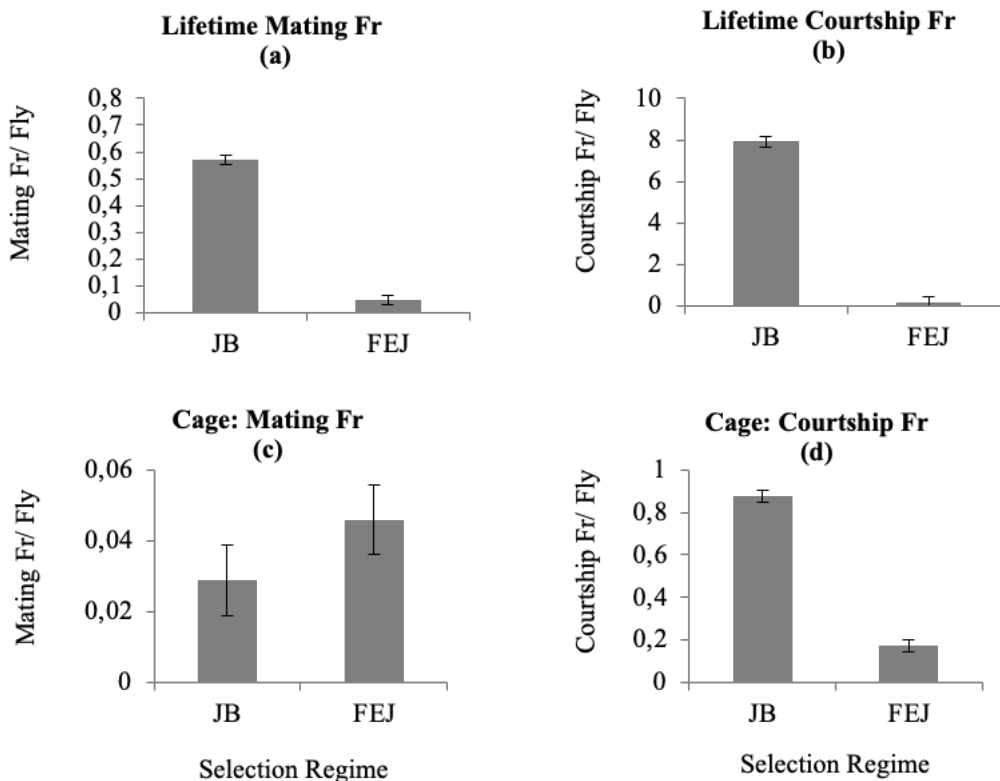 Lifetime Mating Fr
(a)
Mating Fr/ Fly
0,8
0,7
0,6
0,5
0,4
0,3
0,2
0,1
0
JB
FEJ
Lifetime Courtship Fr
(b)
Courtship Fr/ Fly
10
8
6
4
2
0
JB
FEJ
Cage: Mating Fr
(c)
Mating Fr/ Fly
0,06
0,04
0,02
0
JB
FEJ
Selection Regime
Cage: Courtship Fr
(d)
Courtship Fr/ Fly
1
0,8
0,6
0,4
0,2
0
JB
FEJ
Selection Regime